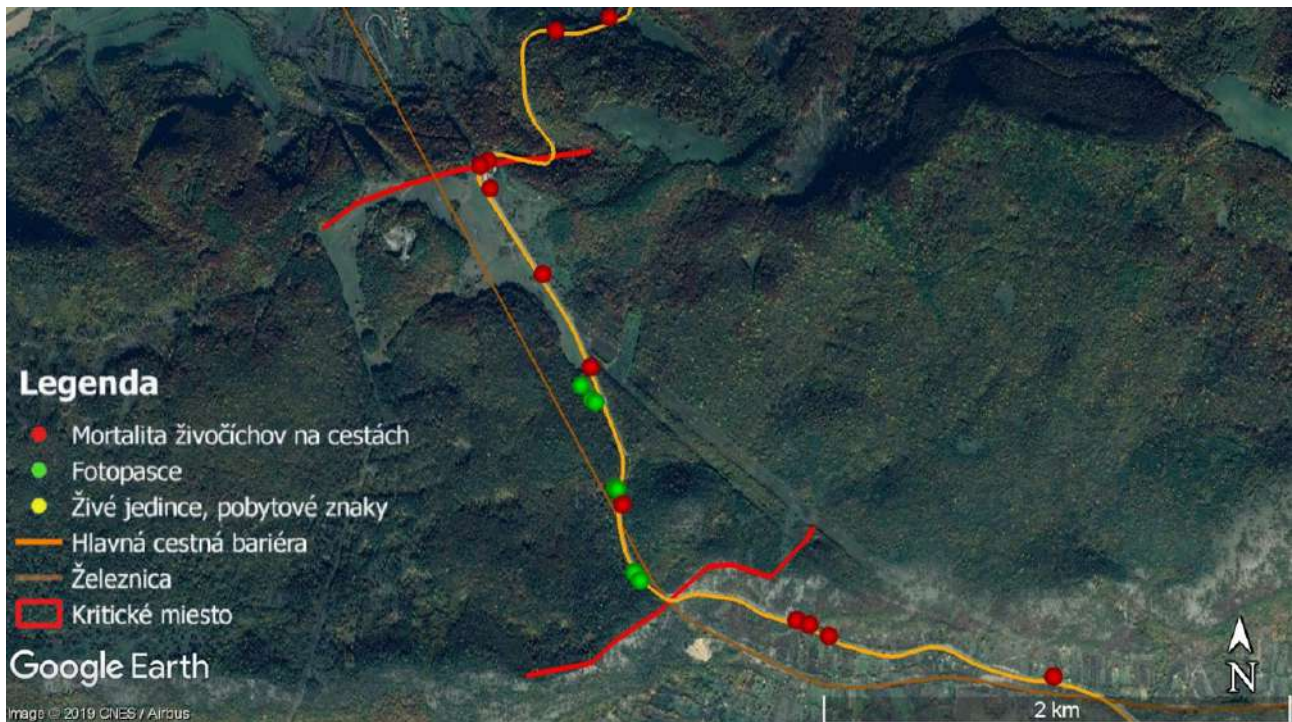 Legenda
Mortalita živočíchov na cestách
Fotopasce
Živé jedince, pobytové znaky
Hlavná cestná bariéra
Železnica
Kritické miesto
Google Earth
Image © 2019 CNES / Airbus
N
2 km